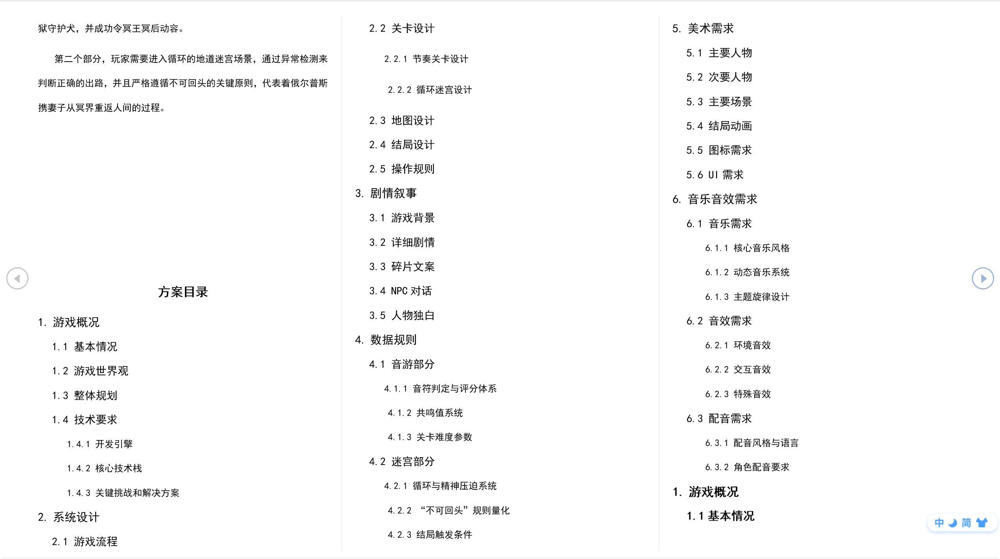 狱守护犬，并成功令冥王冥后动容。
第二个部分，玩家需要进入循环的地道迷宫场景，通过异常检测来
判断正确的出路，并且严格遵循不可回头的关键原则，代表着俄尔普斯
携妻子从冥界重返人间的过程。
方案目录
1. 游戏概况
1.1 基本情况
1.2 游戏世界观
1.3 整体规划
1.4 技术要求
1.4.1 开发引擎
1.4.2 核心技术栈
1.4.3 关键挑战和解决方案
2. 系统设计
2.1 游戏流程
2.2 关卡设计
2.2.1 节奏关卡设计
2.2.2 循环迷宫设计
2.3 地图设计
2.4 结局设计
2.5 操作规则
3. 剧情叙事
3.1 游戏背景
3.2 详细剧情
3.3 碎片文案
3.4 NPC 对话
3.5 人物独白
4. 数据规则
4.1 音游部分
4.1.1 音符判定与评分体系
4.1.2 共鸣值系统
4.1.3 关卡难度参数
4.2 迷宫部分
4.2.1 循环与精神压迫系统
4.2.2 “不可回头”规则量化
4.2.3 结局触发条件
5. 美术需求
5.1 主要人物
5.2 次要人物
5.3 主要场景
5.4 结局动画
5.5 图标需求
5.6 UI 需求
6. 音乐音效需求
6.1 音乐需求
6.1.1 核心音乐风格
6.1.2 动态音乐系统
6.1.3 主题旋律设计
6.2 音效需求
6.2.1 环境音效
6.2.2 交互音效
6.2.3 特殊音效
6.3 配音需求
6.3.1 配音风格与语言
6.3.2 角色配音要求
1. 游戏概况
1.1 基本情况
中 简